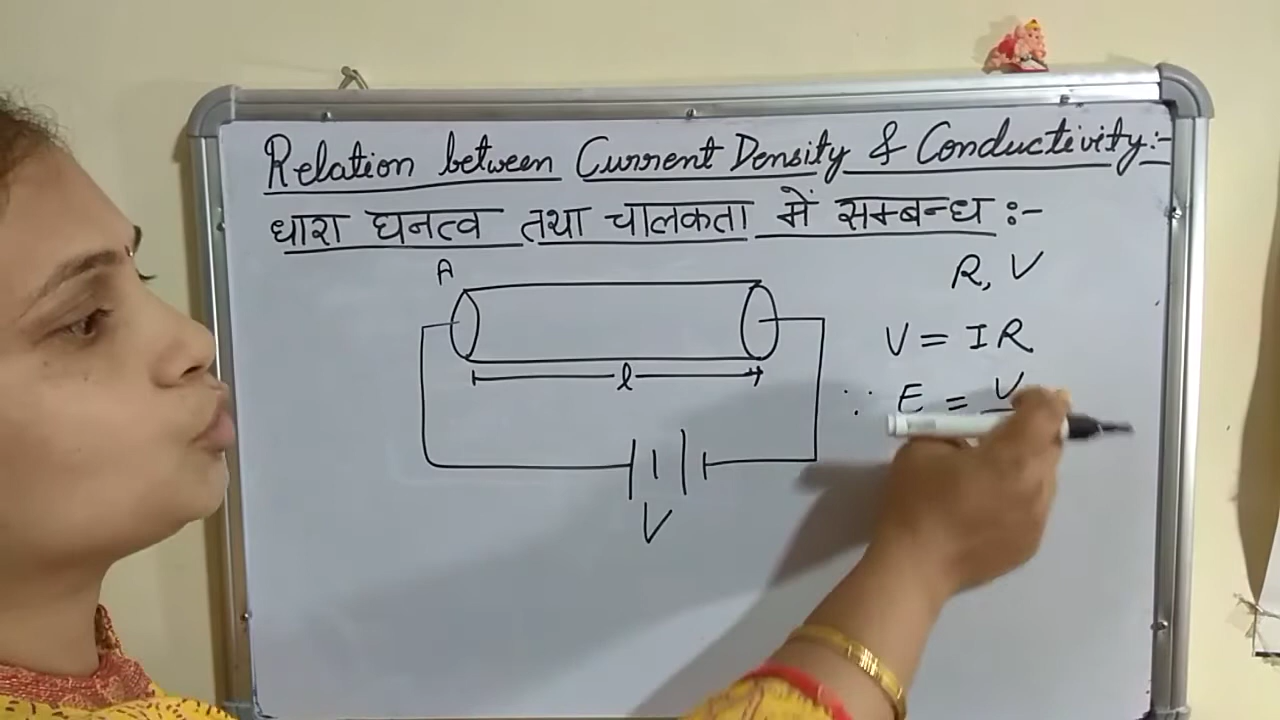 Relation between Current Density & Conductivity:-
धारा घनत्व तथा चालकता में सम्बन्ध :-
A
R, V
V = IR
l
∵ E = V
V